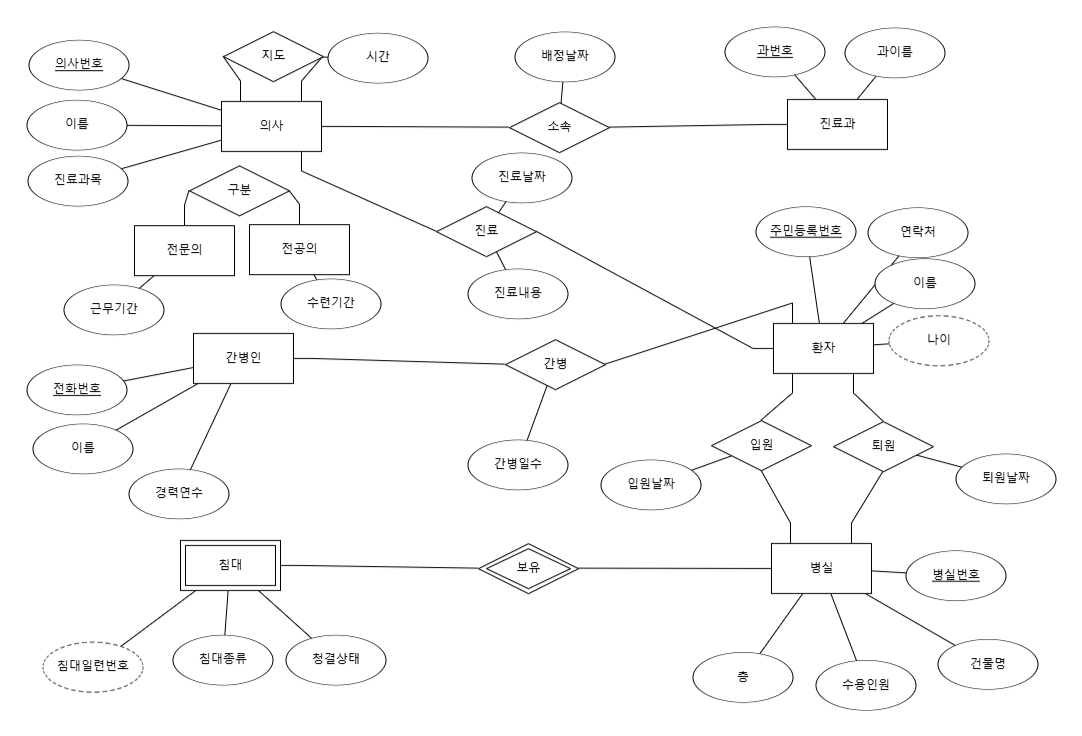 의사번호
지도
시간
배정날짜
과번호
과이름
이름
의사
소속
진료과
진료과목
구분
진료날짜
전문의
전공의
진료
주민등록번호
연락처
근무기간
수련기간
진료내용
이름
간병인
간병
환자
나이
전화번호
이름
경력연수
간병일수
입원
퇴원
입원날짜
퇴원날짜
침대
보유
병실
병실번호
침대일련번호
침대종류
청결상태
층
수용인원
건물명